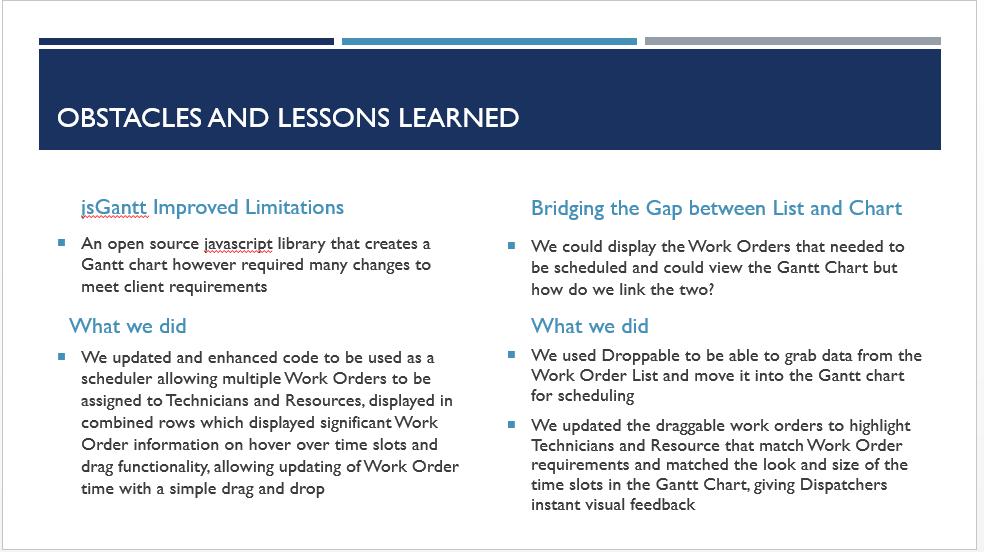 OBSTACLES AND LESSONS LEARNED
jsGantt Improved Limitations
An open source javascript library that creates a
Gantt chart however required many changes to
meet client requirements
What we did
We updated and enhanced code to be used as a
scheduler allowing multiple Work Orders to be
assigned to Technicians and Resources, displayed in
combined rows which displayed significant Work
Order information on hover over time slots and
drag functionality, allowing updating of Work Order
time with a simple drag and drop
Bridging the Gap between List and Chart
We could display the Work Orders that needed to
be scheduled and could view the Gantt Chart but
how do we link the two?
What we did
We used Droppable to be able to grab data from the
Work Order List and move it into the Gantt chart
for scheduling
We updated the draggable work orders to highlight
Technicians and Resource that match Work Order
requirements and matched the look and size of the
time slots in the Gantt Chart, giving Dispatchers
instant visual feedback